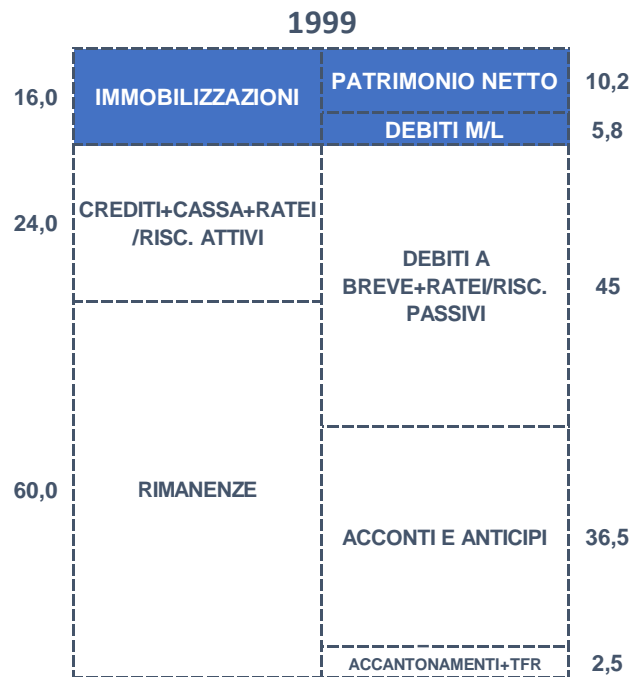 1999
16,0
IMMOBILIZZAZIONI
PATRIMONIO NETTO
10,2
DEBITI M/L
5,8
24,0
CREDITI+CASSA+RATEI
/RISC. ATTIVI
DEBITI A
BREVE+RATEI/RISC.
PASSIVI
45
60,0
RIMANENZE
ACCONTI E ANTICIPI
36,5
ACCANTONAMENTI+TFR
2,5